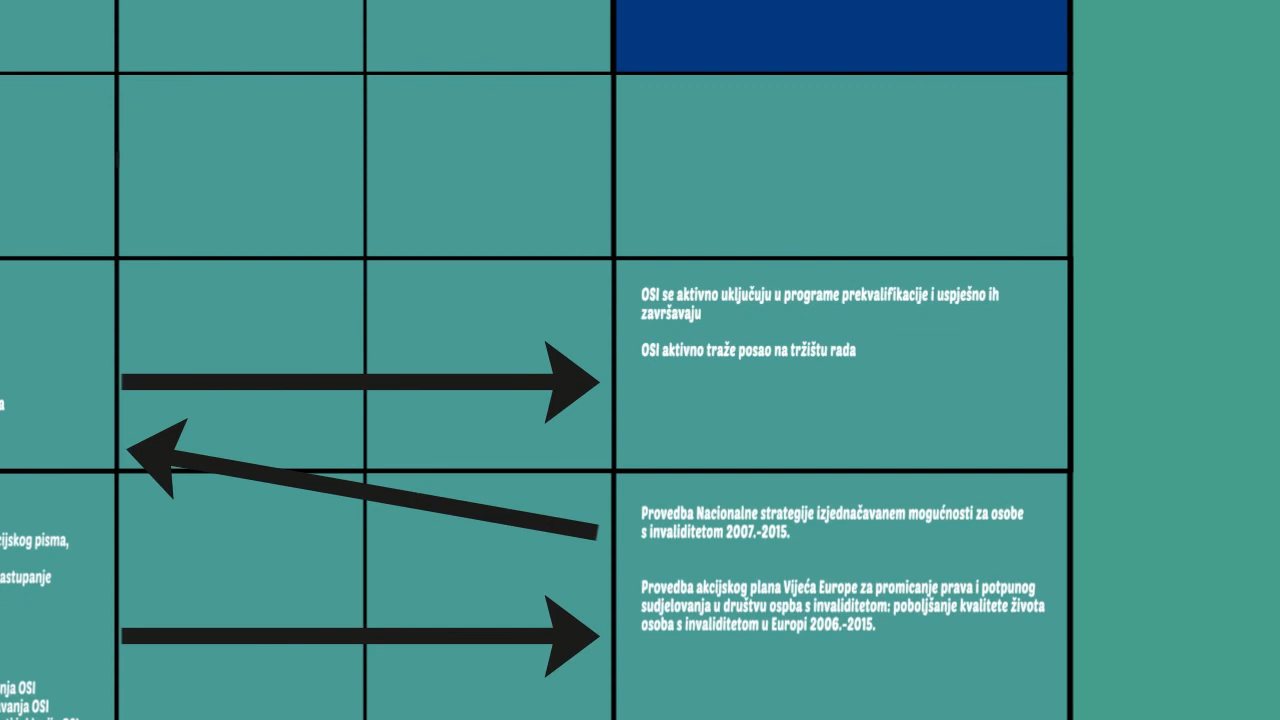 OSI se aktivno uključuju u programe prekvalifikacije i uspješno ih
završavaju
OSI aktivno traže posao na tržištu rada
a
Provedba Nacionalne strategije izjednačavanem mogućnosti za osobe
s invaliditetom 2007.-2015.
ijskog pisma,
astupanje
Provedba akcijskog plana Vijeća Europe za promicanje prava i potpunog
sudjelovanja u društvu ospba s invaliditetom: poboljšanje kvalitete života
osoba s invaliditetom u Europi 2006.-2015.
nja OSI
vanja OSI